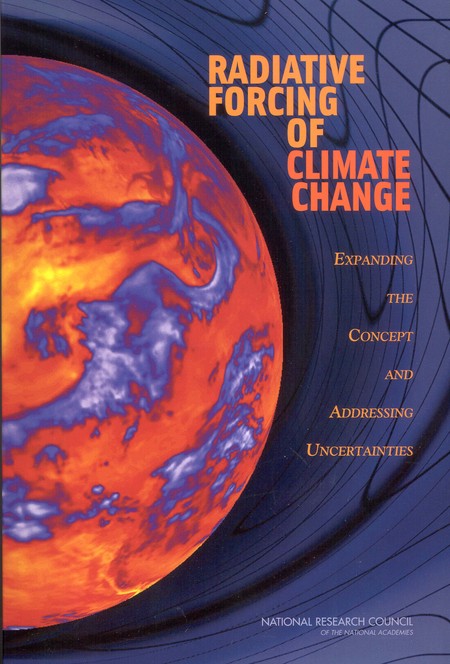 RADIATIVE
FORCING
OF
CLIMATE
CHANGE
EXPANDING
THE
CONCEPT
AND
ADDRESSING
UNCERTAINTIES
NATIONAL RESEARCH COUNCIL
OF THE NATIONAL ACADEMIES